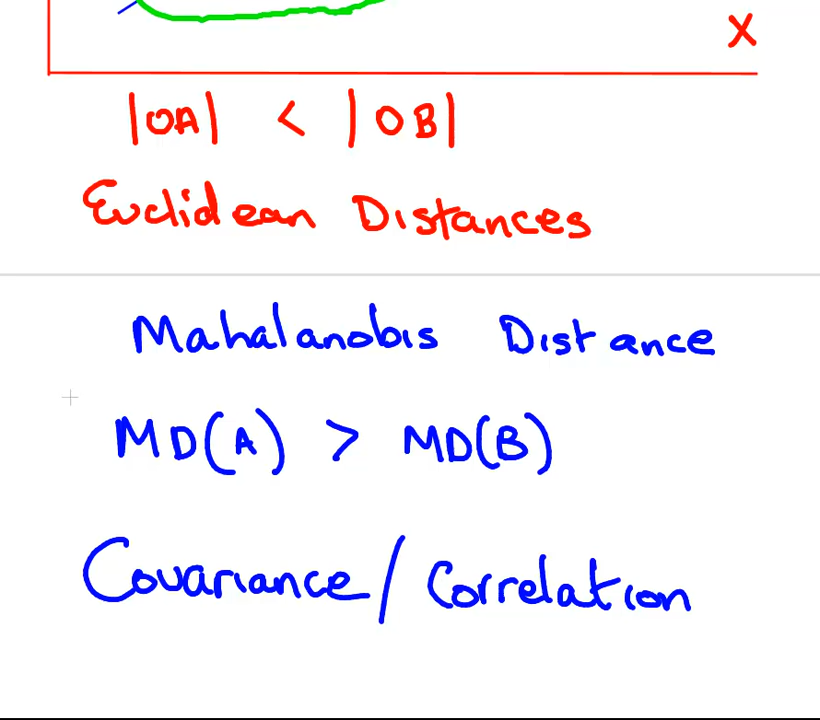 X
|OA| < |OB|
Euclidean Distances
Mahalanobis Distance
MD(A) > MD(B)
Covariance/Correlation